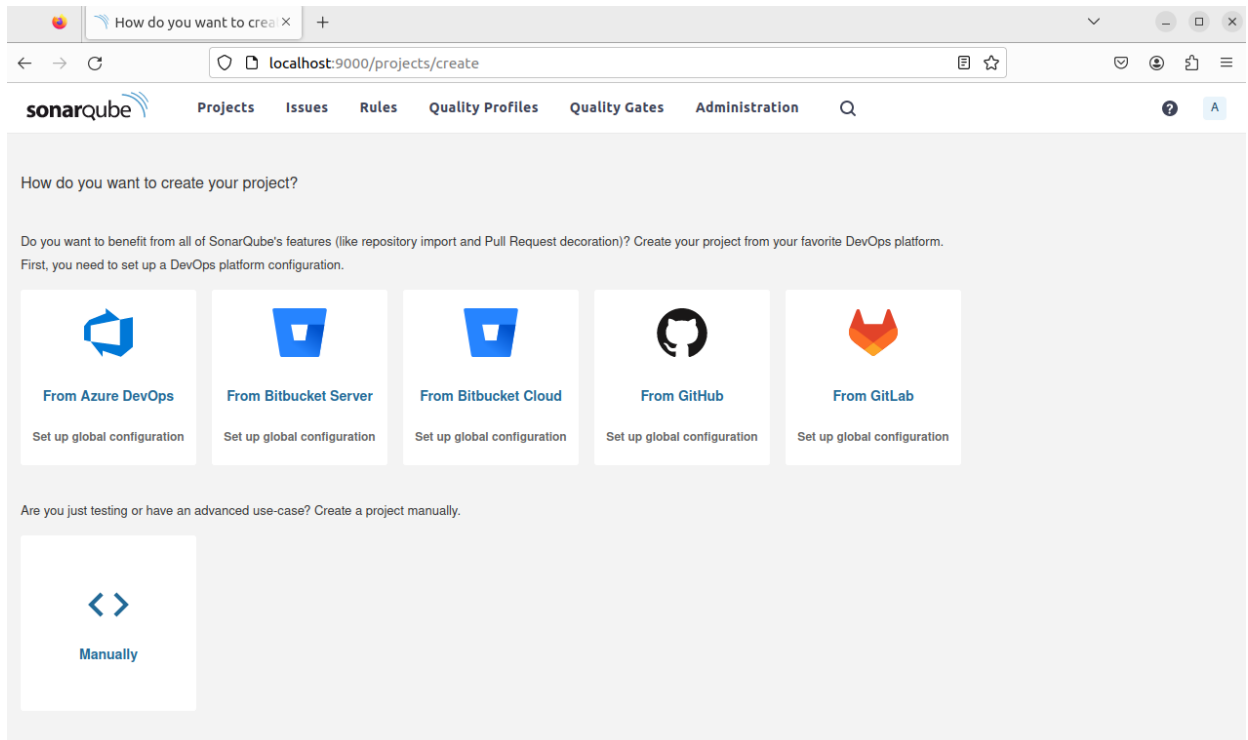 How do you want to crea
localhost:9000/projects/create
sonarqube Projects Issues Rules Quality Profiles Quality Gates Administration A
How do you want to create your project?
Do you want to benefit from all of SonarQube's features (like repository import and Pull Request decoration)? Create your project from your favorite DevOps platform.
First, you need to set up a DevOps platform configuration.
From Azure DevOps From Bitbucket Server From Bitbucket Cloud From GitHub From GitLab
Set up global configuration Set up global configuration Set up global configuration Set up global configuration Set up global configuration
Are you just testing or have an advanced use-case? Create a project manually.
Manually